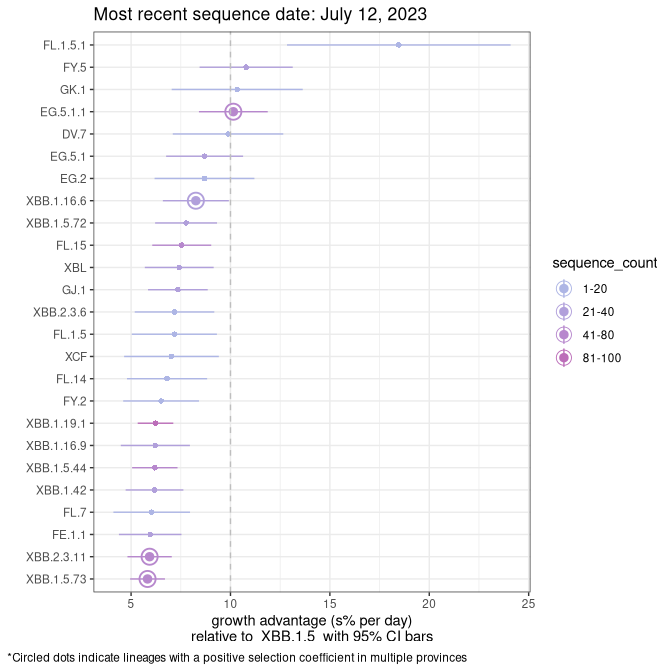 Most recent sequence date: July 12, 2023
FL.1.5.1
FY.5
GK.1
EG.5.1.1
DV.7
EG.5.1
EG.2
XBB.1.16.6
XBB.1.5.72
FL.15
XBL
GJ.1
XBB.2.3.6
FL.1.5
XCF
FL.14
FY.2
XBB.1.19.1
XBB.1.16.9
XBB.1.5.44
XBB.1.42
FL.7
FE.1.1
XBB.2.3.11
XBB.1.5.73
5 10 15 20 25
growth advantage (s% per day)
relative to XBB.1.5 with 95% CI bars
sequence_count
1-20
21-40
41-80
81-100
*Circled dots indicate lineages with a positive selection coefficient in multiple provinces